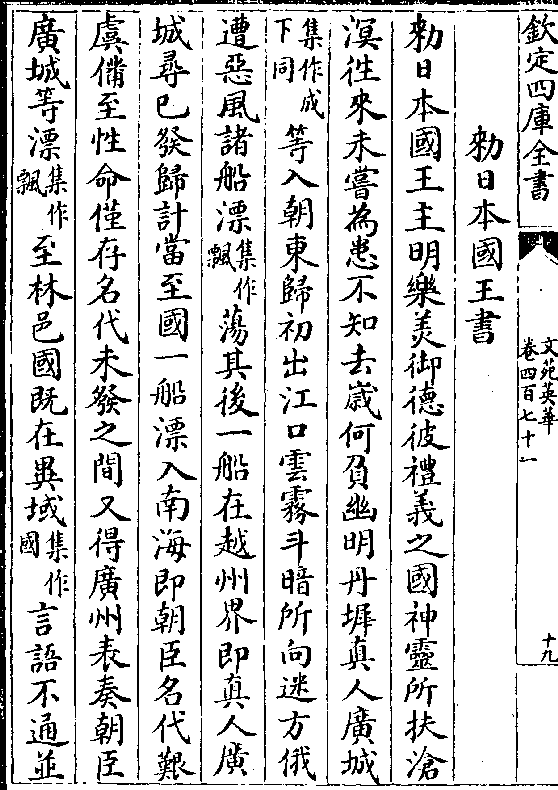 欽定四庫全書
文苑英華
卷四百七十一
十九
勅日本國王書
勅日本國王主明樂羙御徳彼禮義之國神靈所扶滄
溟往來未嘗為患不知去歳何負幽明丹墀真人廣城
集作成下同等入朝東歸初出江口雲霧斗暗所向迷方俄
遭惡風諸船漂集作飄蕩其後一船在越州界即真人廣
城尋已發歸計當至國一船漂入南海即朝臣名代艱
虞備至性命僅存名代未發之間又得廣州表奏朝臣
廣城等漂集作飄至林邑國既在異域集作國言語不通並